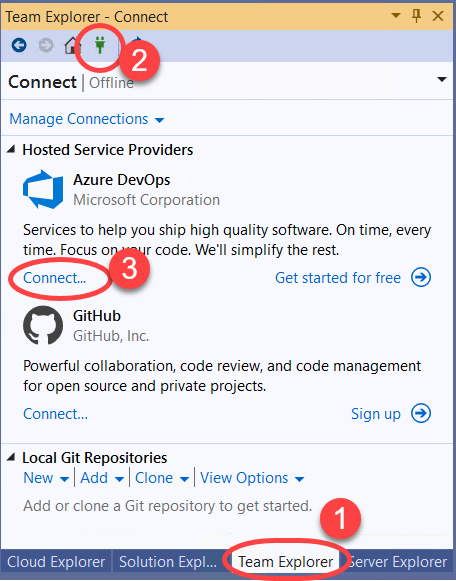 Team Explorer - Connect
2
Connect | Offline
Manage Connections
Hosted Service Providers
Azure DevOps
Microsoft Corporation
Services to help you ship high quality software. On time, every
time. Focus on your code. We'll simplify the rest.
Connect... 3 Get started for free
GitHub
GitHub, Inc.
Powerful collaboration, code review, and code management
for open source and private projects.
Connect... Sign up
Local Git Repositories
New | Add | Clone | View Options
Add or clone a Git repository to get started.
1
Cloud Explorer Solution Expl... Team Explorer Server Explorer